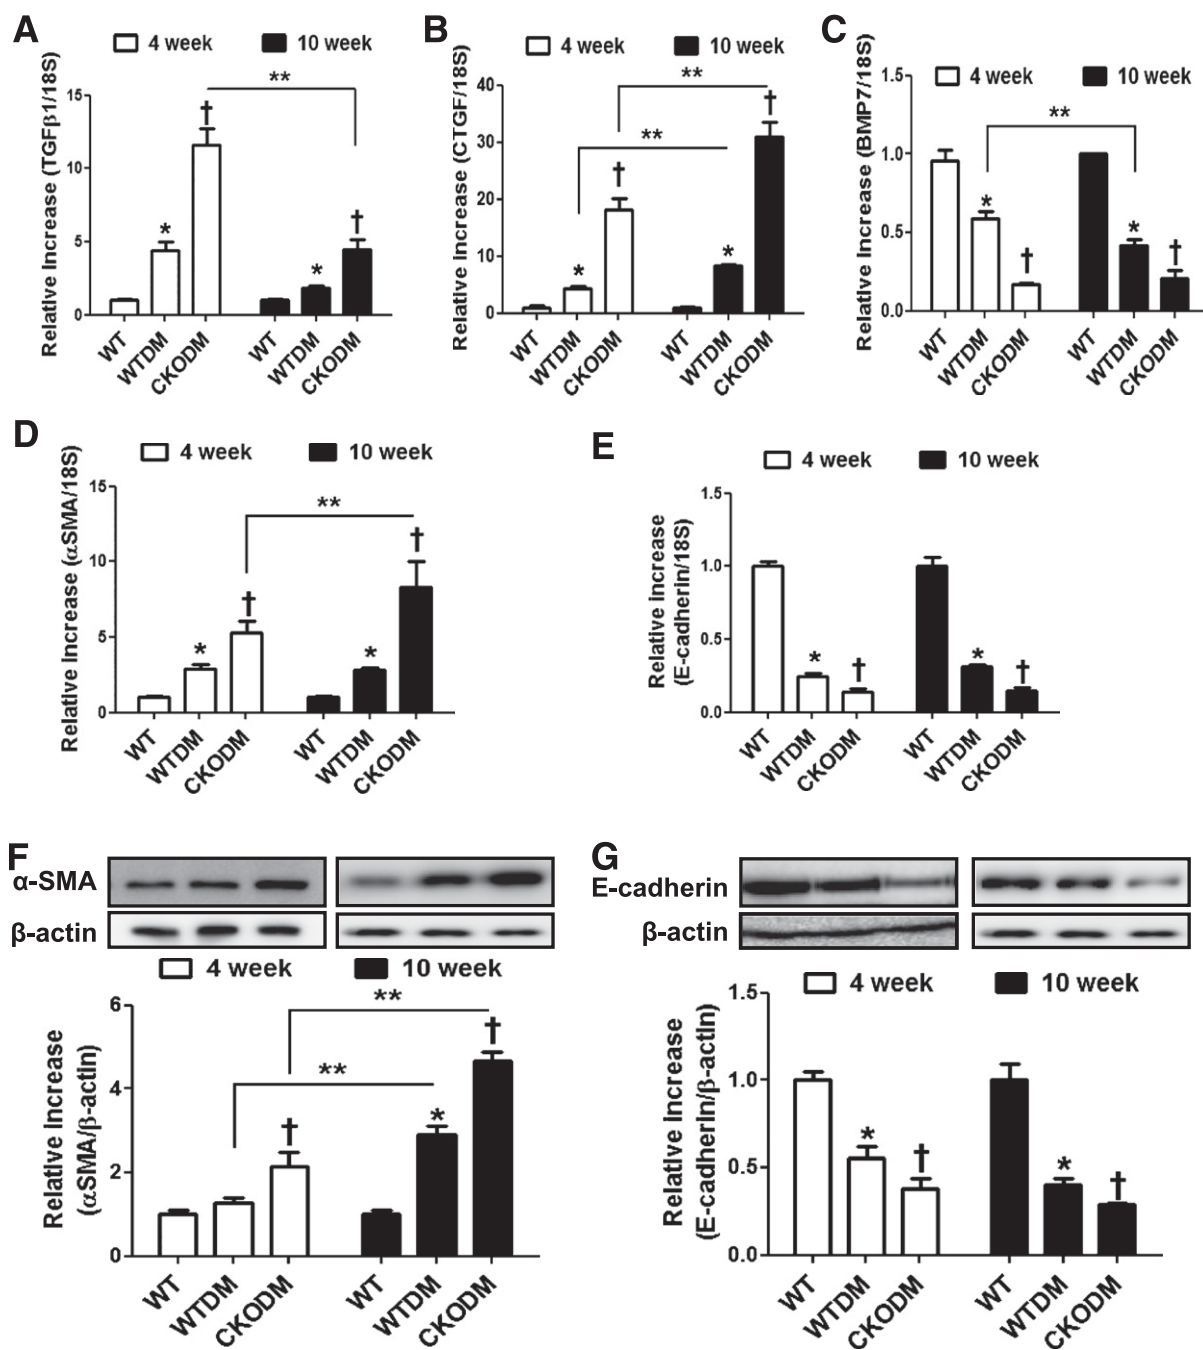 A
4 week
10 week
Relative Increase (TGFβ1/18S)
15
10
5
0
**
*
†
*
†
WT
WTDM
CKODM
WT
WTDM
CKODM
B
4 week
10 week
Relative Increase (CTGF/18S)
40
30
20
10
0
**
**
*
†
*
†
WT
WTDM
CKODM
WT
WTDM
CKODM
C
4 week
10 week
Relative Increase (BMP7/18S)
1.5
1.0
0.5
0.0
**
*
†
*
†
WT
WTDM
CKODM
WT
WTDM
CKODM
D
4 week
10 week
Relative Increase (αSMA/18S)
15
10
5
0
**
*
†
*
†
WT
WTDM
CKODM
WT
WTDM
CKODM
E
4 week
10 week
Relative increase
(E-cadherin/18S)
1.5
1.0
0.5
0.0
*
†
*
†
WT
WTDM
CKODM
WT
WTDM
CKODM
F
α-SMA
β-actin
4 week
10 week
Relative Increase
(αSMA/β-actin)
6
4
2
0
**
**
†
*
†
WT
WTDM
CKODM
WT
WTDM
CKODM
G
E-cadherin
β-actin
4 week
10 week
Relative Increase
(E-cadherin/β-actin)
1.5
1.0
0.5
0.0
*
†
*
†
WT
WTDM
CKODM
WT
WTDM
CKODM